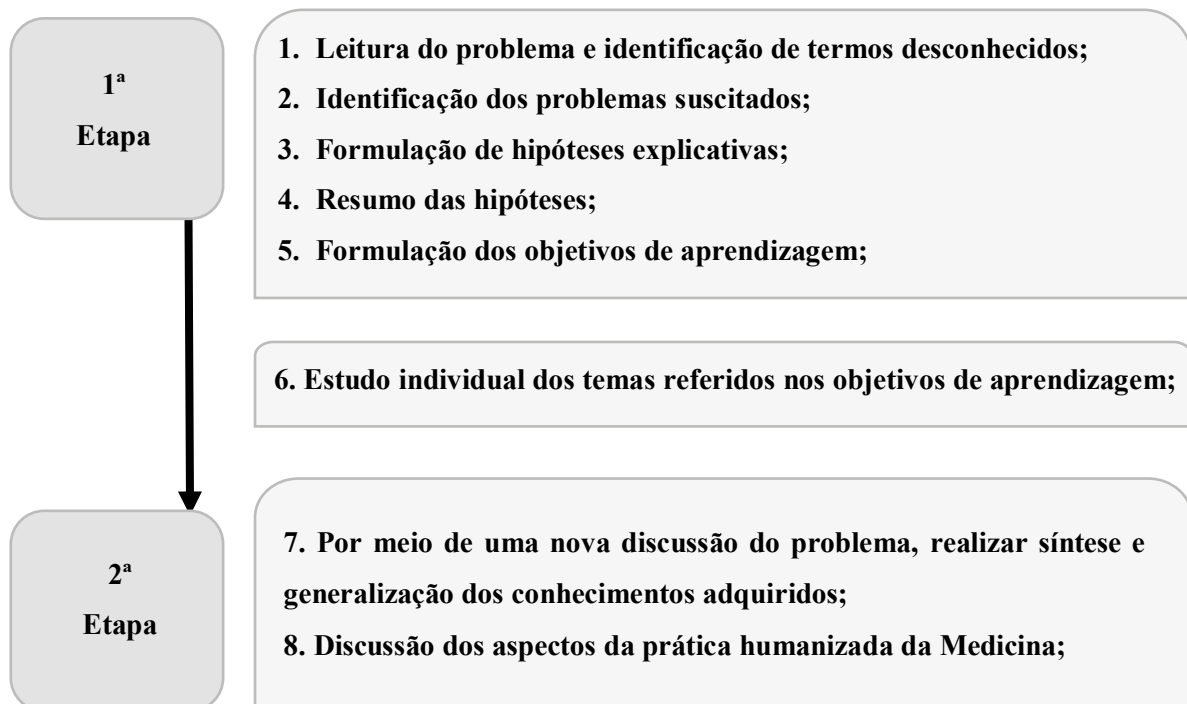 1ª
Etapa
1. Leitura do problema e identificação de termos desconhecidos;
2. Identificação dos problemas suscitados;
3. Formulação de hipóteses explicativas;
4. Resumo das hipóteses;
5. Formulação dos objetivos de aprendizagem;
6. Estudo individual dos temas referidos nos objetivos de aprendizagem;
2ª
Etapa
7. Por meio de uma nova discussão do problema, realizar síntese e
generalização dos conhecimentos adquiridos;
8. Discussão dos aspectos da prática humanizada da Medicina;